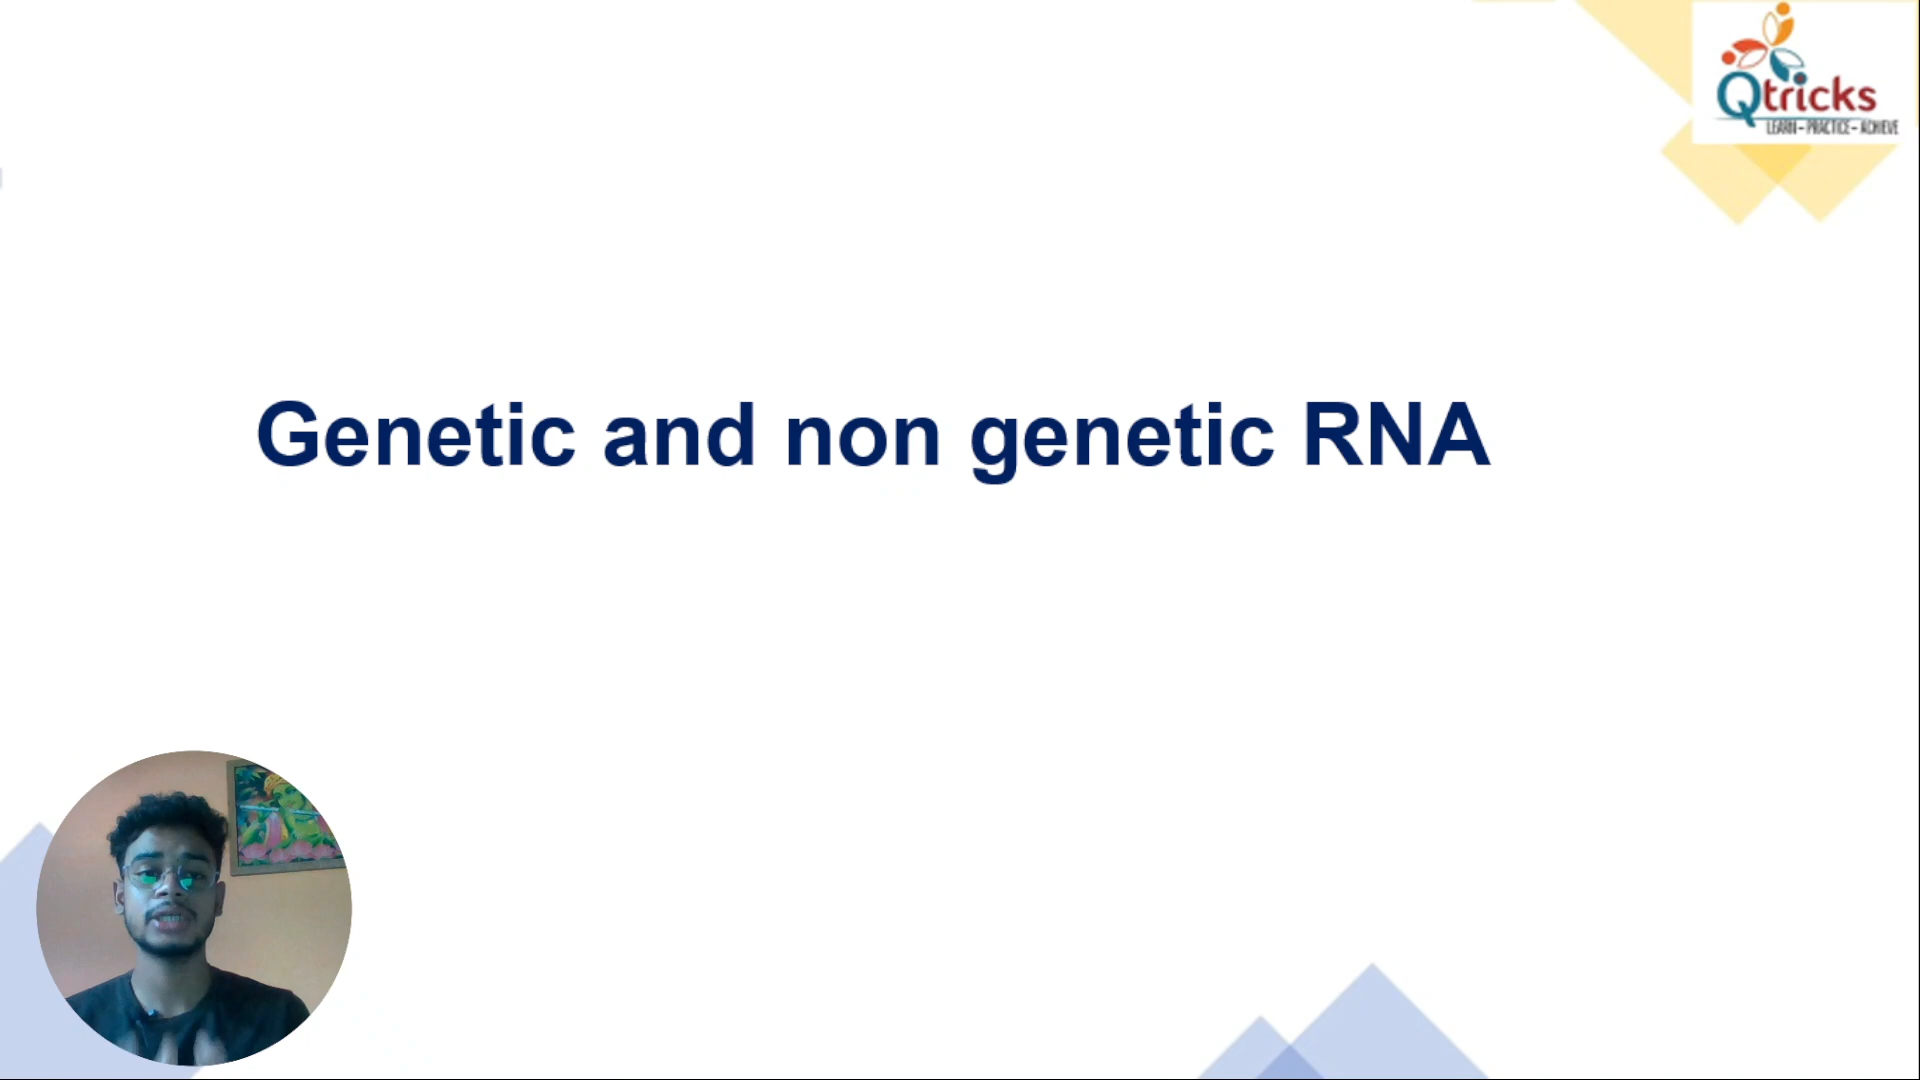 Qtricks
LEARN - PRACTICE - ACHIEVE
Genetic and non genetic RNA